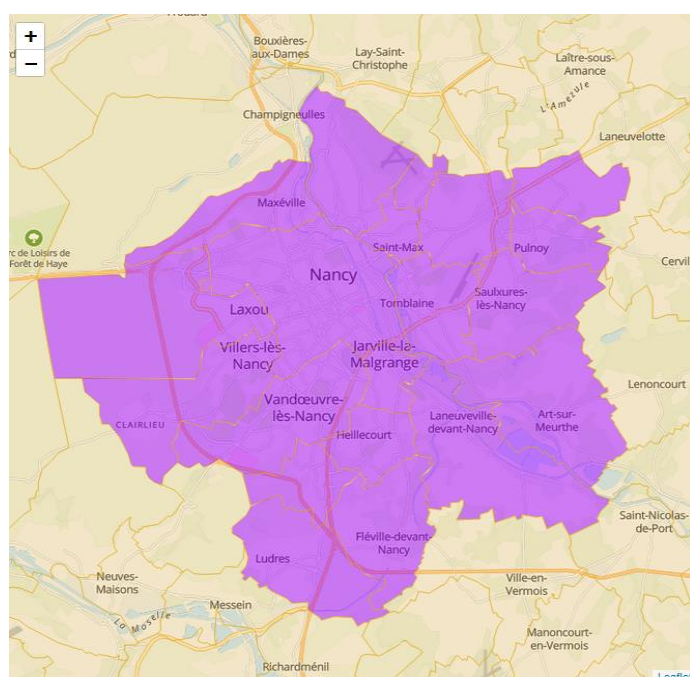 +
−
Bouxières-
aux-Dames
Lay-Saint-
Christophe
Laître-sous-
Amance
L'Amezule
Champigneulles
Laneuvelotte
Maxéville
rc de Loisirs de
Forêt de Haye
Saint-Max
Pulnoy
Cervil
Nancy
Saulxures-
lès-Nancy
Tomblaine
Laxou
Villers-lès-
Nancy
Jarville-la-
Malgrange
Lenoncourt
Vandœuvre-
lès-Nancy
CLAIRLIEU
Laneuveville-
devant-Nancy
Art-sur-
Meurthe
Heillecourt
Saint-Nicolas-
de-Port
Fléville-devant-
Nancy
Ludres
Neuves-
Maisons
Ville-en-
Vermois
Messein
La Moselle
Manoncourt-
en-Vermois
Richardménil